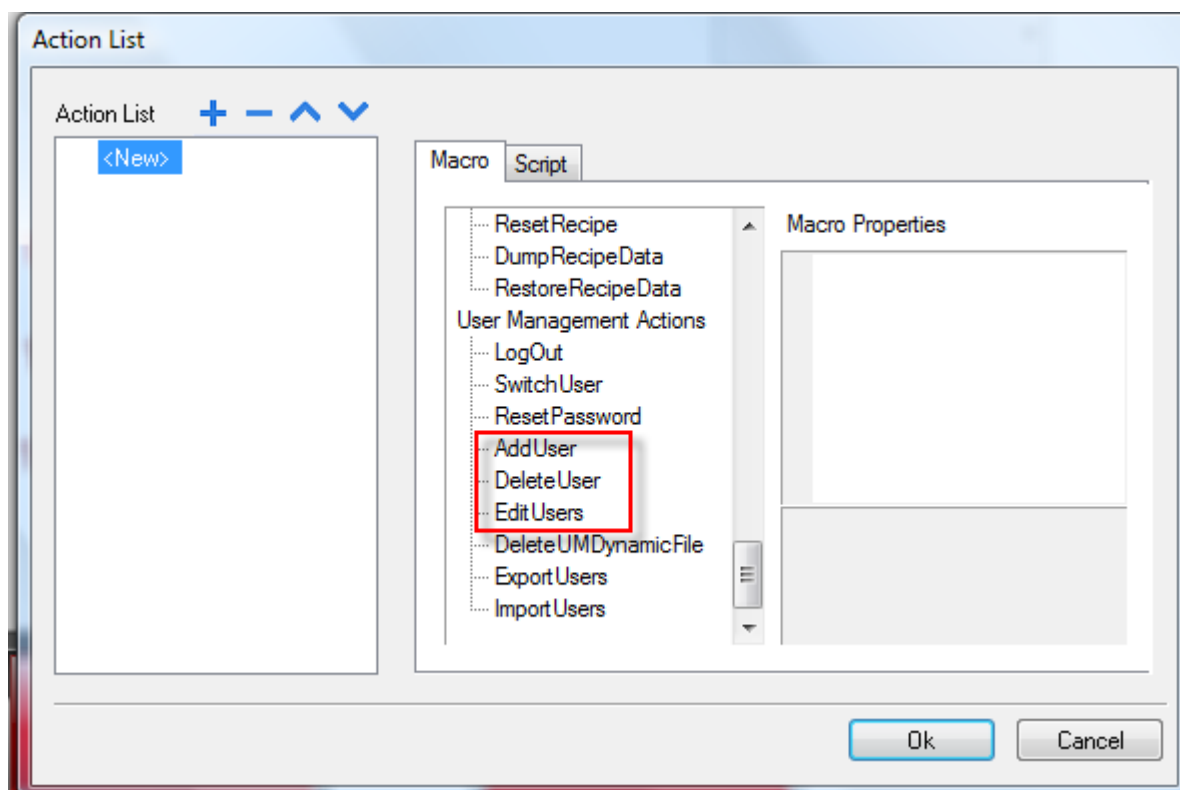 Action List
Action List
<New>
Macro
Script
ResetRecipe
DumpRecipeData
RestoreRecipeData
User Management Actions
LogOut
SwitchUser
ResetPassword
AddUser
DeleteUser
EditUsers
DeleteUMDynamicFile
ExportUsers
ImportUsers
Macro Properties
Ok
Cancel